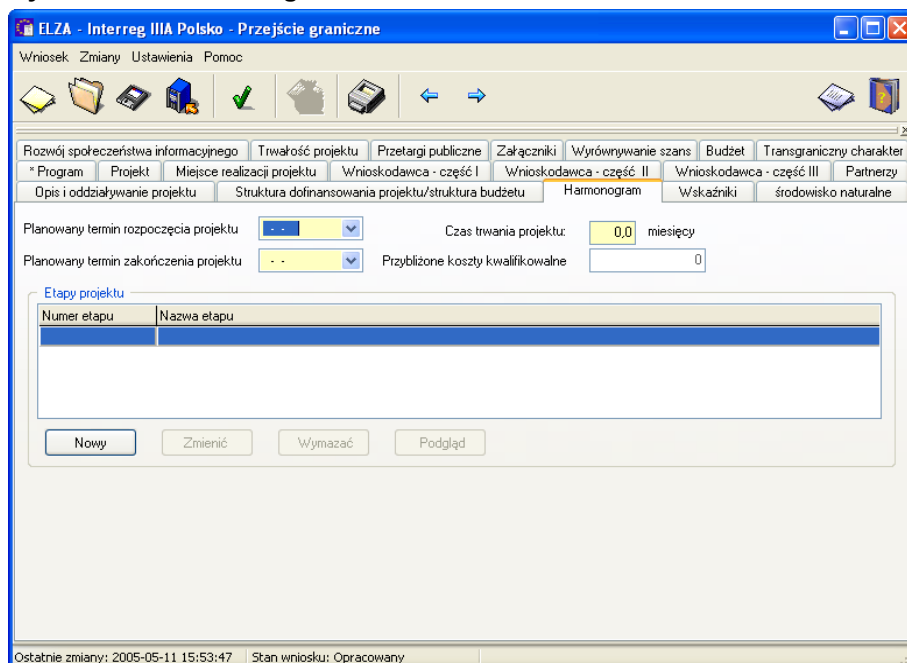 ELZA - Interreg IIIA Polsko - Przejście graniczne
Wniosek Zmiany Ustawienia Pomoc
Rozwój społeczeństwa informacyjnego Trwałość projektu Przetargi publiczne Załączniki Wyrównywanie szans Budżet Transgraniczny charakter
* Program Projekt Miejsce realizacji projektu Wnioskodawca - część I Wnioskodawca - część II Wnioskodawca - część III Partnerzy
Opis i oddziaływanie projektu Struktura dofinansowania projektu/struktura budżetu Harmonogram Wskaźniki środowisko naturalne
Planowany termin rozpoczęcia projektu - - Czas trwania projektu: 0,0 miesięcy
Planowany termin zakończenia projektu - - Przybliżone koszty kwalifikowalne 0
Etapy projektu
Numer etapu Nazwa etapu
Nowy Zmienić Wymazać Podgląd
Ostatnie zmiany: 2005-05-11 15:53:47 Stan wniosku: Opracowany